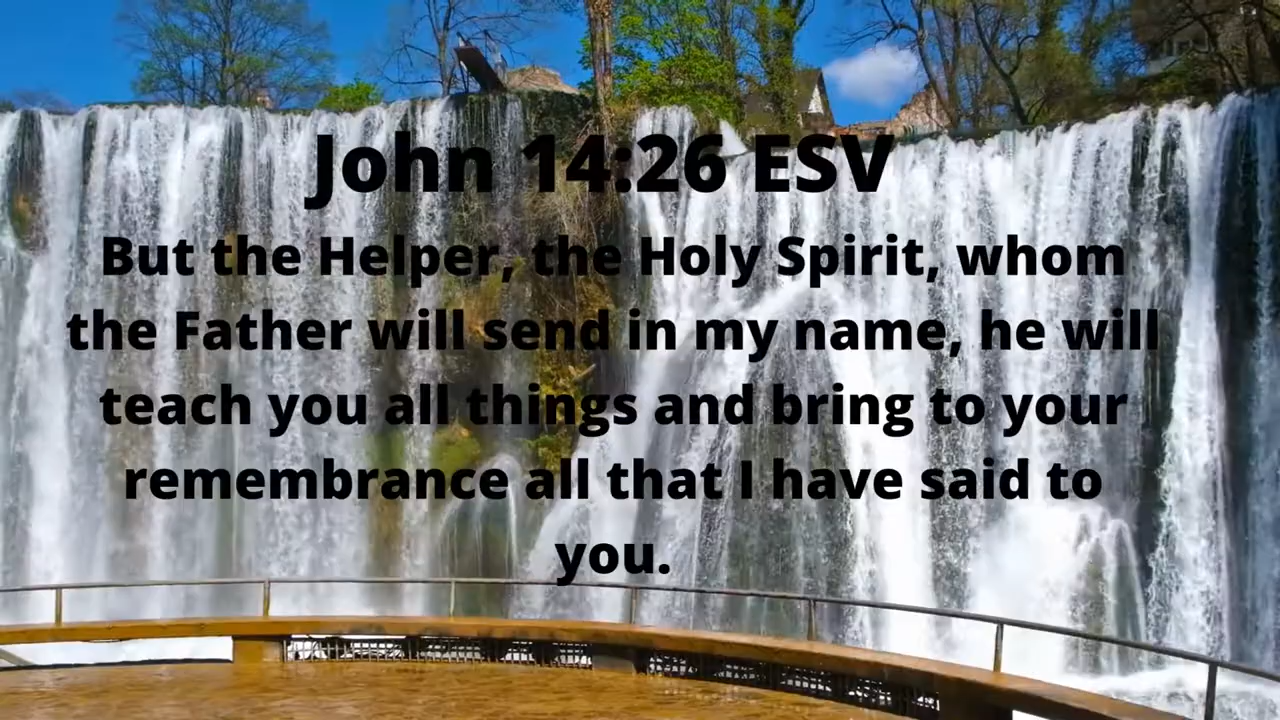 John 14:26 ESV
But the Helper, the Holy Spirit, whom
the Father will send in my name, he will
teach you all things and bring to your
remembrance all that I have said to
you.